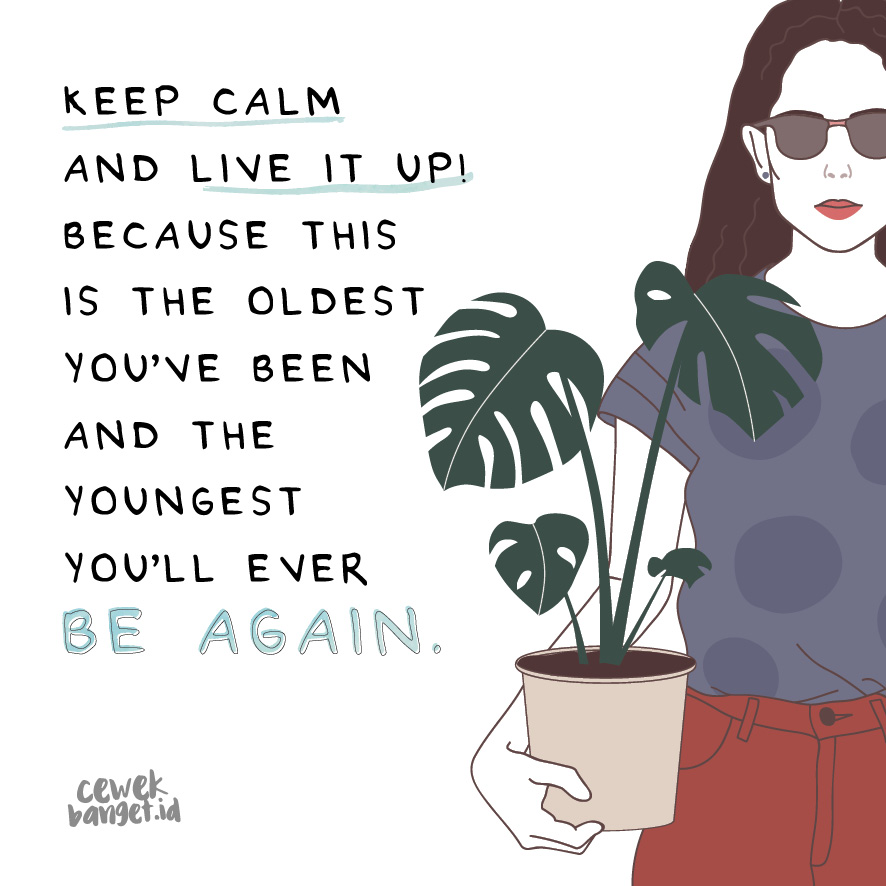 KEEP CALM
AND LIVE IT UP!
BECAUSE THIS
IS THE OLDEST
YOU'VE BEEN
AND THE
YOUNGEST
YOU'LL EVER
BE AGAIN.
cewek
banget.id